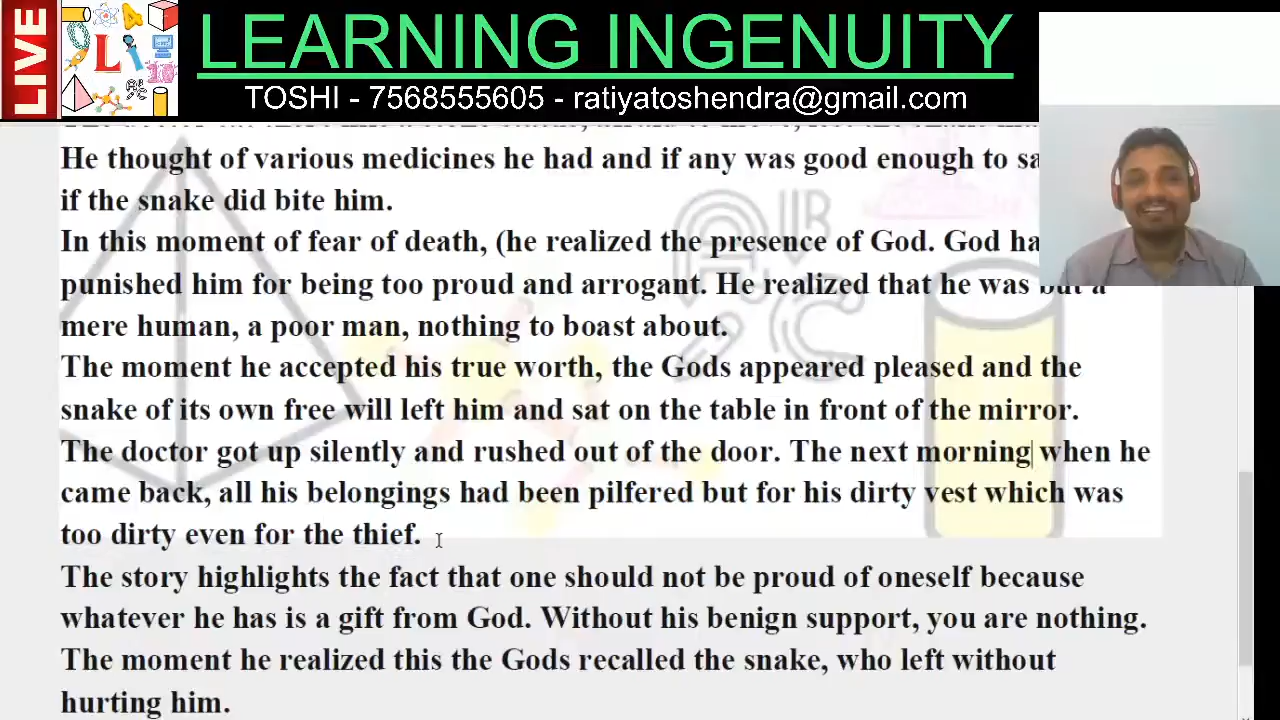 LIVE
L
LEARNING INGENUITY
TOSHI - 7568555605 - ratiyatoshendra@gmail.com
He thought of various medicines he had and if any was good enough to
if the snake did bite him.
In this moment of fear of death, (he realized the presence of God. God
punished him for being too proud and arrogant. He realized that he was but a
mere human, a poor man, nothing to boast about.
The moment he accepted his true worth, the Gods appeared pleased and the
snake of its own free will left him and sat on the table in front of the mirror.
The doctor got up silently and rushed out of the door. The next morning when he
came back, all his belongings had been pilfered but for his dirty vest which was
too dirty even for the thief.
The story highlights the fact that one should not be proud of oneself because
whatever he has is a gift from God. Without his benign support, you are nothing.
The moment he realized this the Gods recalled the snake, who left without
hurting him.